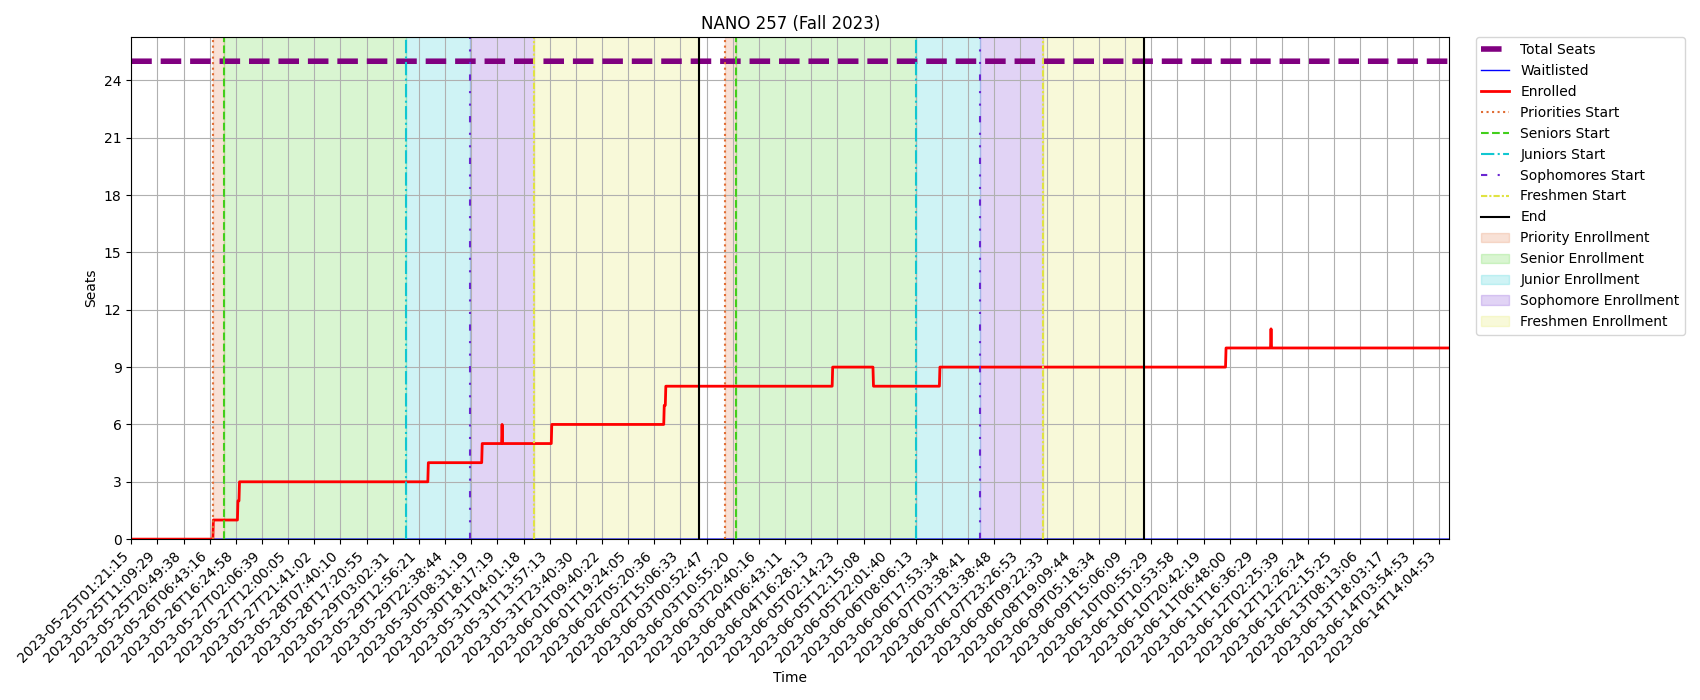 NANO 257 (Fall 2023)
Total Seats
Waitlisted
Enrolled
Priorities Start
Seniors Start
Juniors Start
Sophomores Start
Freshmen Start
End
Priority Enrollment
Senior Enrollment
Junior Enrollment
Sophomore Enrollment
Freshmen Enrollment
Seats
24
21
18
15
12
9
6
3
0
2023-05-25T01:21:15
2023-05-25T11:09:29
2023-05-25T20:49:38
2023-05-26T06:43:16
2023-05-26T16:24:58
2023-05-27T02:06:39
2023-05-27T12:00:05
2023-05-27T21:41:02
2023-05-28T07:40:10
2023-05-28T17:20:55
2023-05-29T03:02:31
2023-05-29T12:56:21
2023-05-29T22:38:44
2023-05-30T08:31:19
2023-05-30T18:17:19
2023-05-31T04:01:18
2023-05-31T13:57:13
2023-05-31T23:40:30
2023-06-01T09:40:22
2023-06-01T19:24:05
2023-06-02T05:20:36
2023-06-02T15:06:33
2023-06-03T00:52:47
2023-06-03T10:55:20
2023-06-03T20:40:16
2023-06-04T06:43:11
2023-06-04T16:28:13
2023-06-05T02:14:23
2023-06-05T12:15:08
2023-06-05T22:01:40
2023-06-06T08:06:13
2023-06-06T17:53:34
2023-06-07T03:38:41
2023-06-07T13:38:48
2023-06-07T23:26:53
2023-06-08T09:22:33
2023-06-08T19:09:44
2023-06-09T05:18:34
2023-06-09T15:06:09
2023-06-10T00:55:29
2023-06-10T10:53:58
2023-06-10T20:42:19
2023-06-11T06:48:00
2023-06-11T16:36:29
2023-06-12T02:25:39
2023-06-12T12:26:24
2023-06-12T22:15:25
2023-06-13T08:13:06
2023-06-13T18:03:17
2023-06-14T03:54:53
2023-06-14T14:04:53
Time